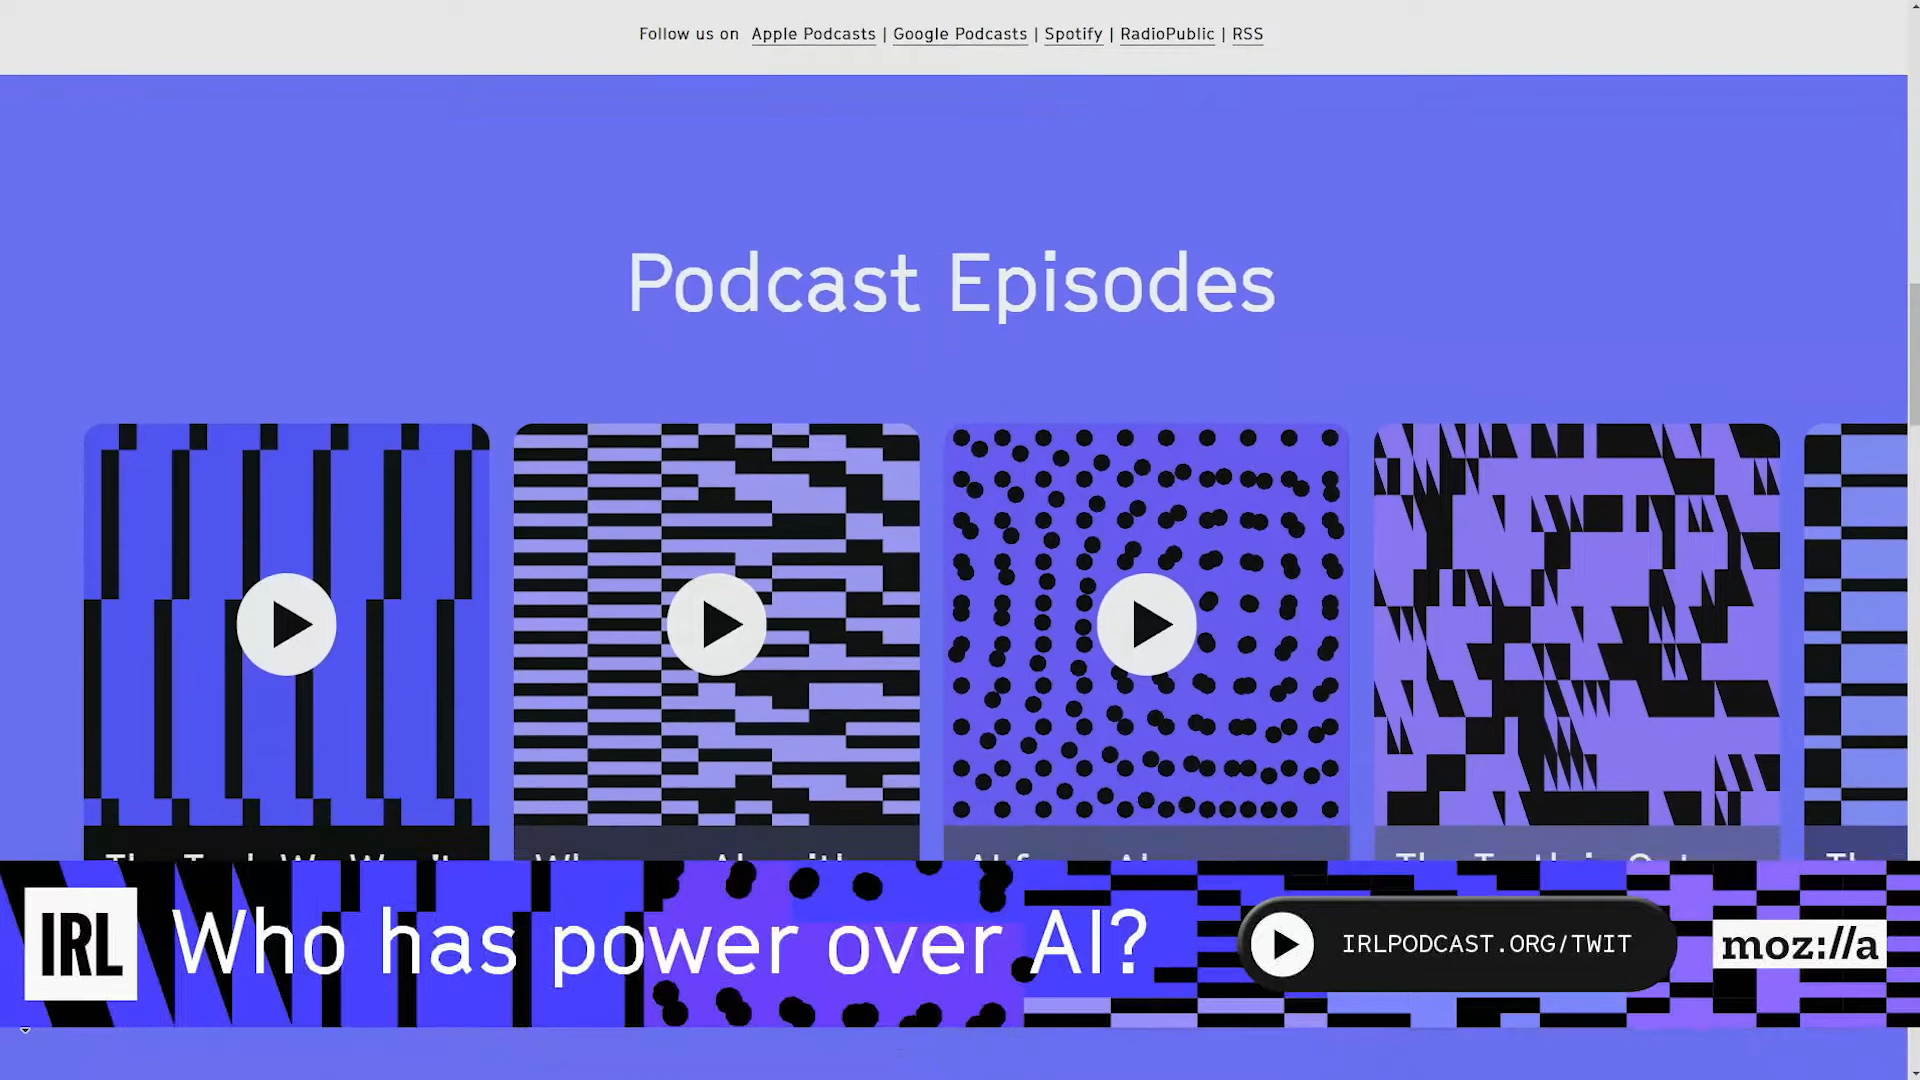 Follow us on Apple Podcasts | Google Podcasts | Spotify | RadioPublic | RSS
Podcast Episodes
IRL
Who has power over AI?
IRLPODCAST.ORG/TWIT
moz://a